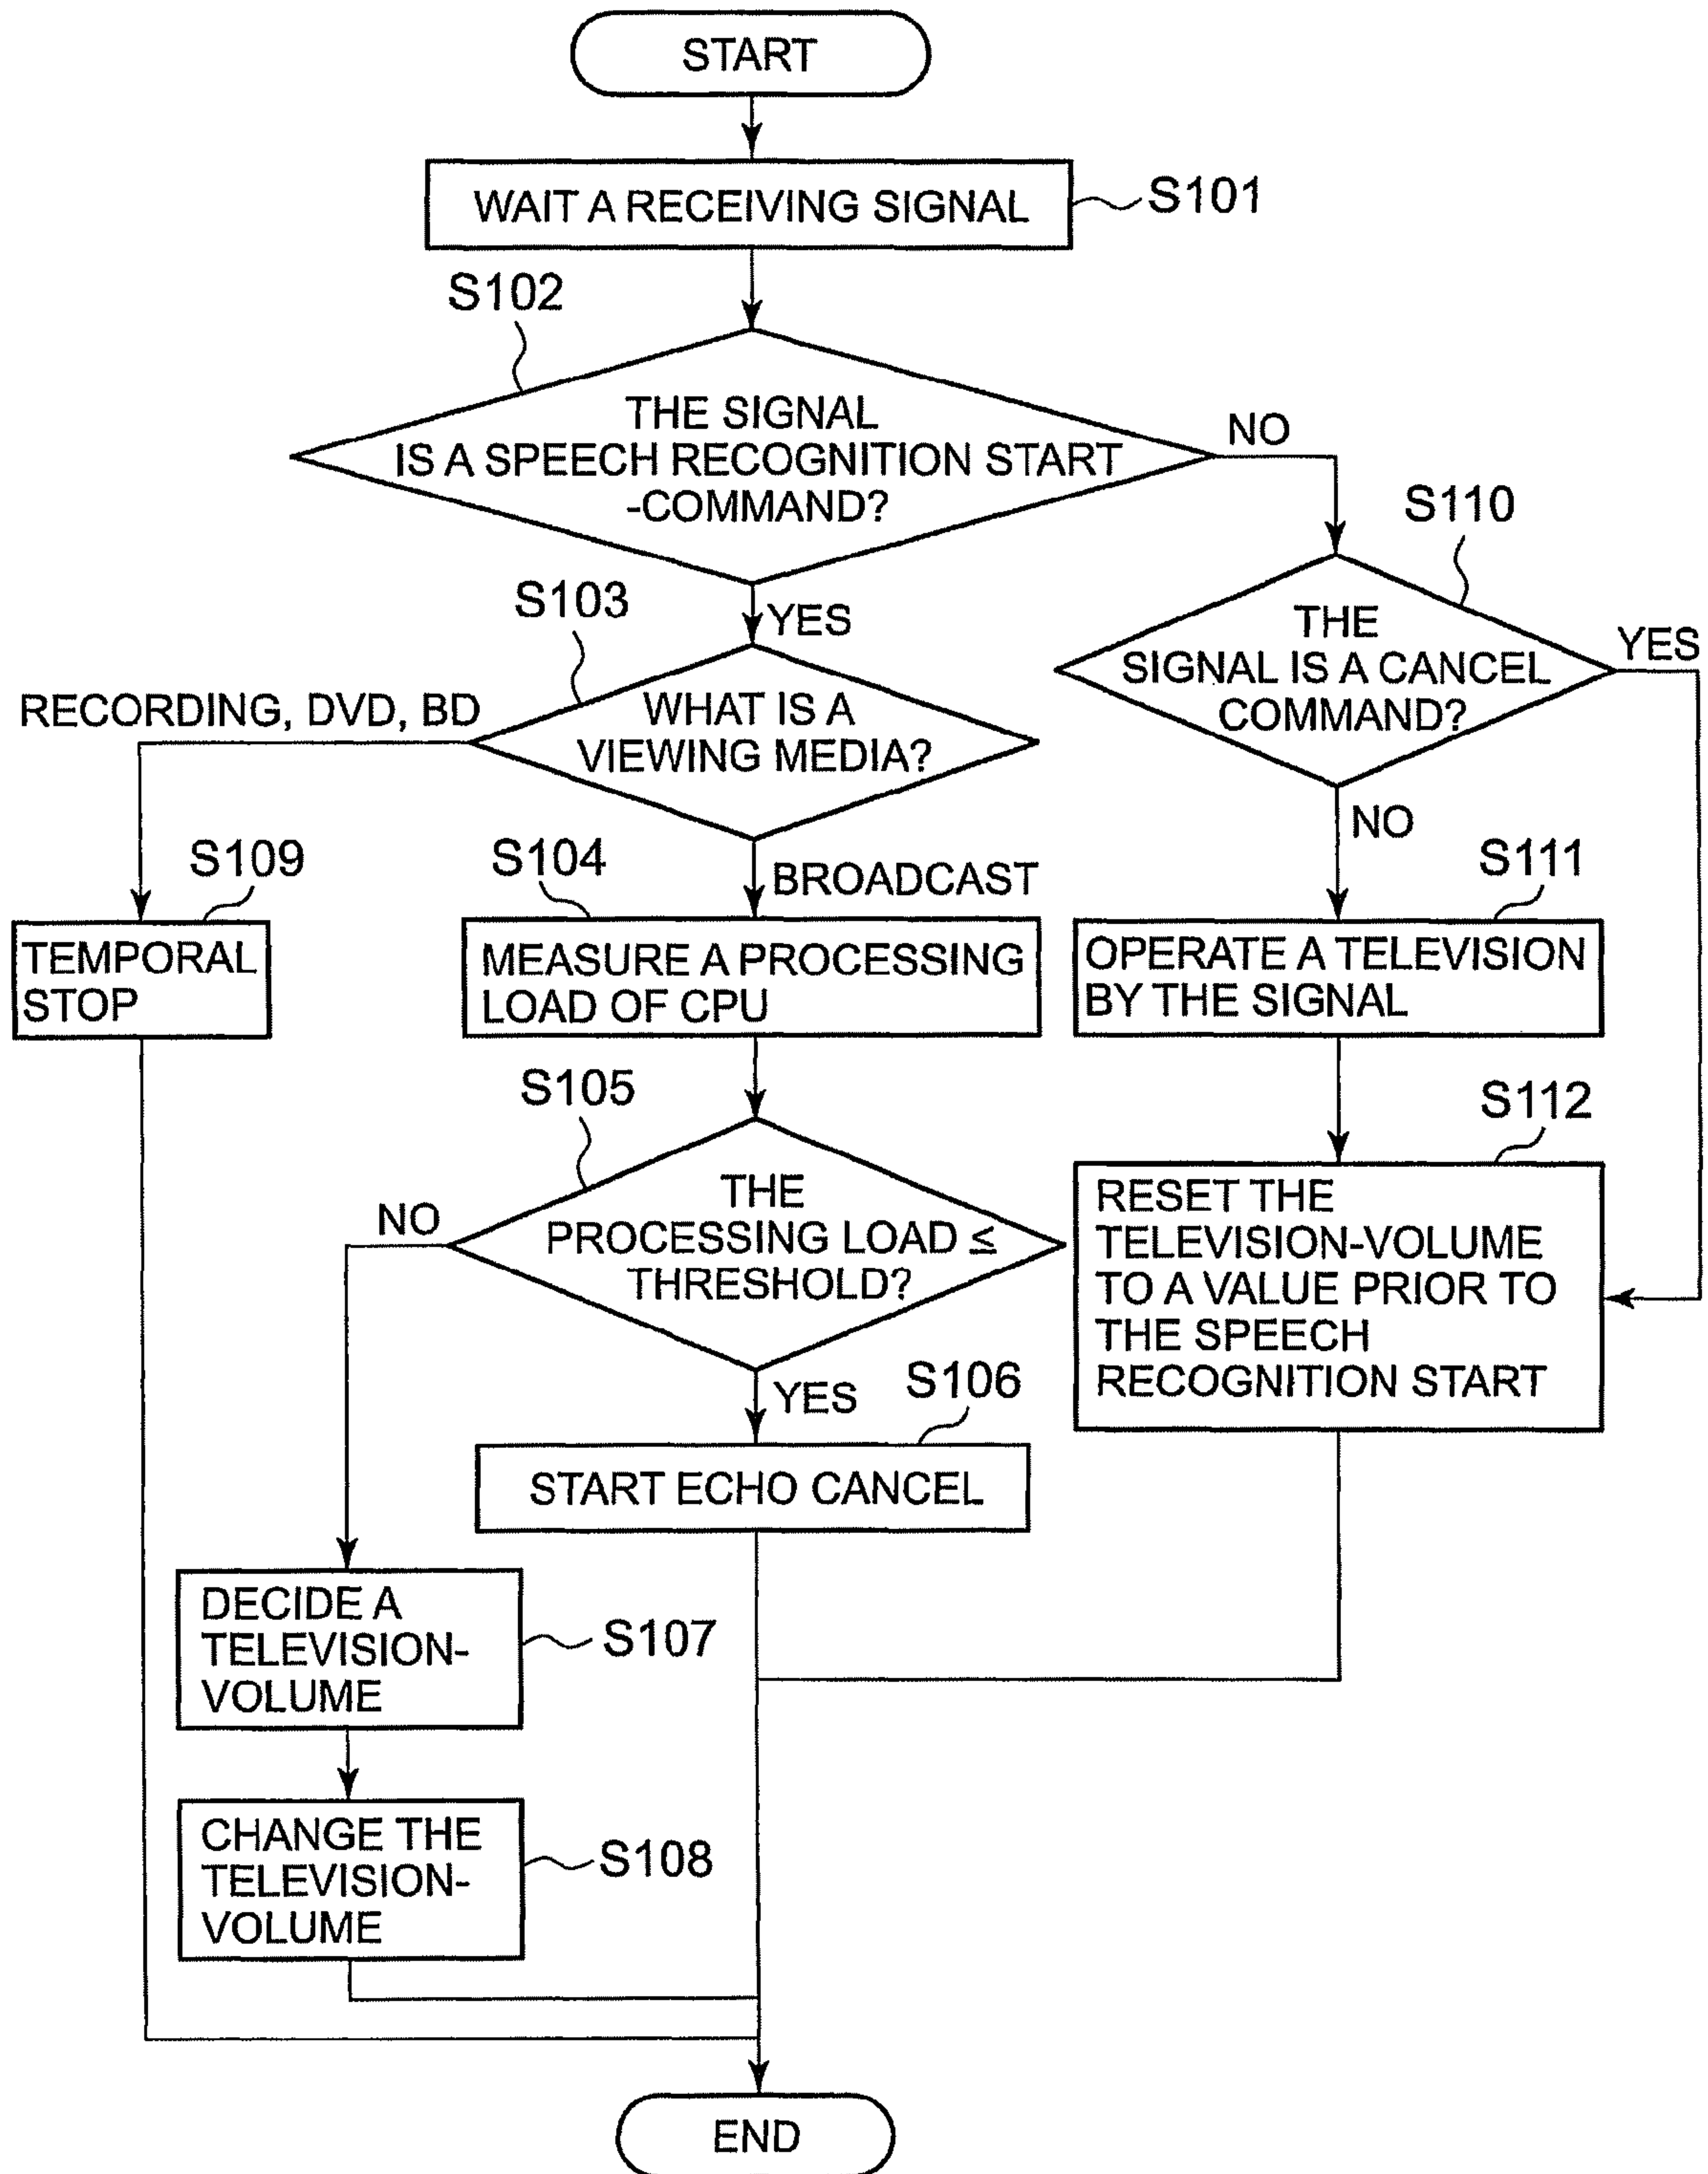 START
WAIT A RECEIVING SIGNAL
S101
S102
THE SIGNAL
IS A SPEECH RECOGNITION START
-COMMAND?
NO
YES
S110
THE
SIGNAL IS A CANCEL
COMMAND?
YES
NO
S103
WHAT IS A
VIEWING MEDIA?
RECORDING, DVD, BD
BROADCAST
S109
TEMPORAL
STOP
S104
MEASURE A PROCESSING
LOAD OF CPU
S111
OPERATE A TELEVISION
BY THE SIGNAL
S105
THE
PROCESSING LOAD ≤
THRESHOLD?
NO
YES
S112
RESET THE
TELEVISION-VOLUME
TO A VALUE PRIOR TO
THE SPEECH
RECOGNITION START
S106
START ECHO CANCEL
DECIDE A
TELEVISION-
VOLUME
S107
CHANGE THE
TELEVISION-
VOLUME
S108
END